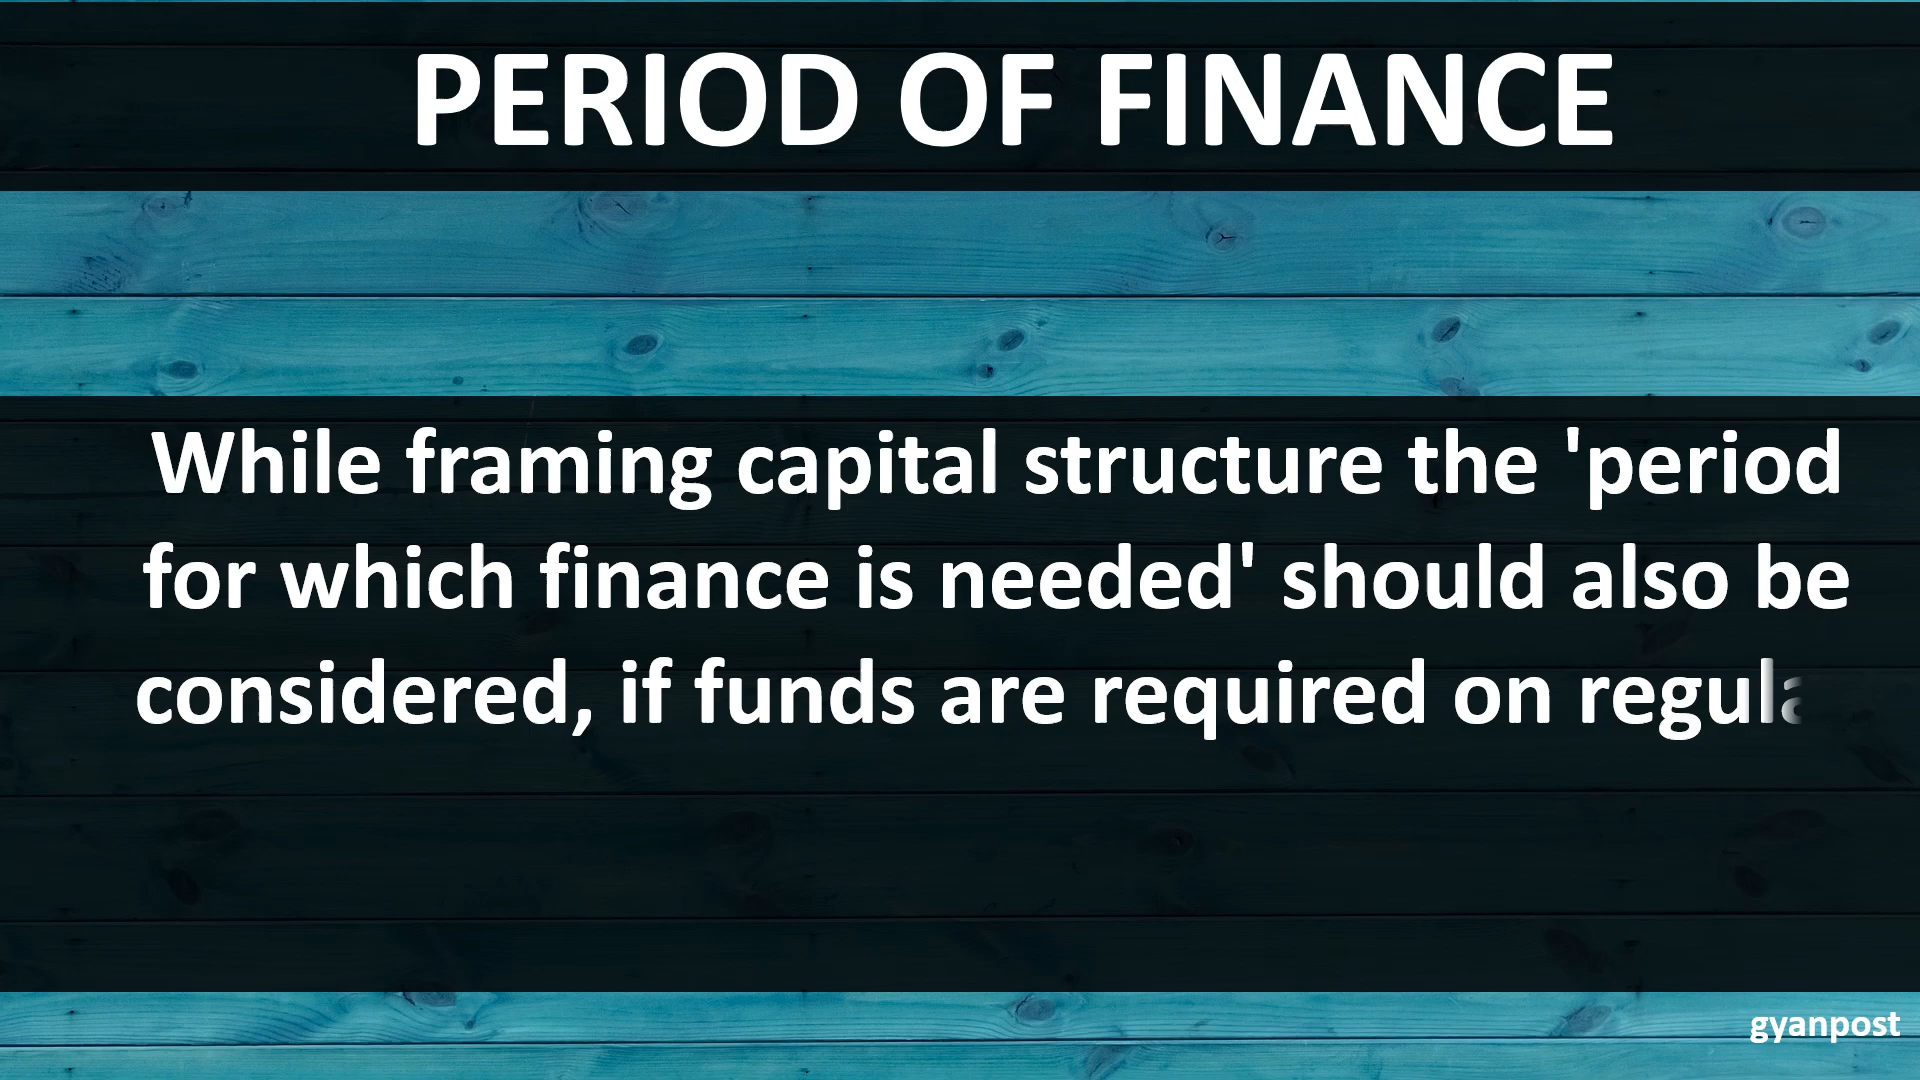 PERIOD OF FINANCE
While framing capital structure the 'period
for which finance is needed' should also be
considered, if funds are required on
gyanpost